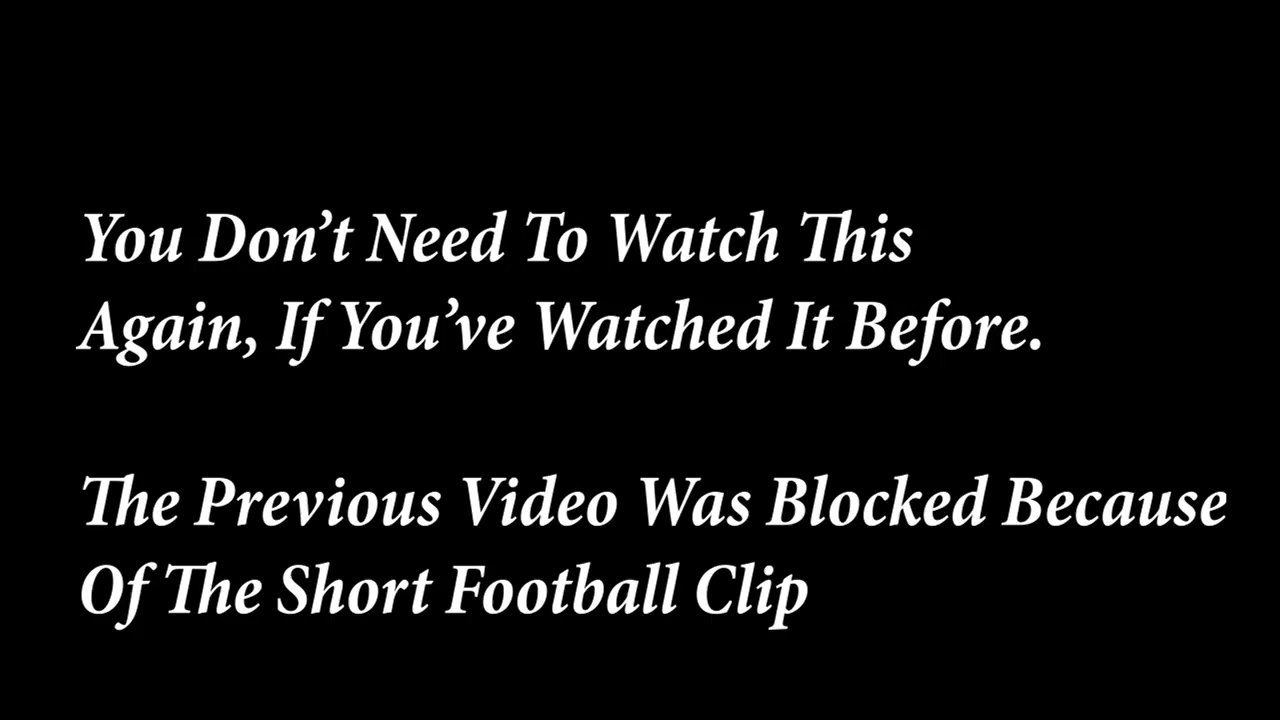 You Don’t Need To Watch This
Again, If You’ve Watched It Before.
The Previous Video Was Blocked Because
Of The Short Football Clip